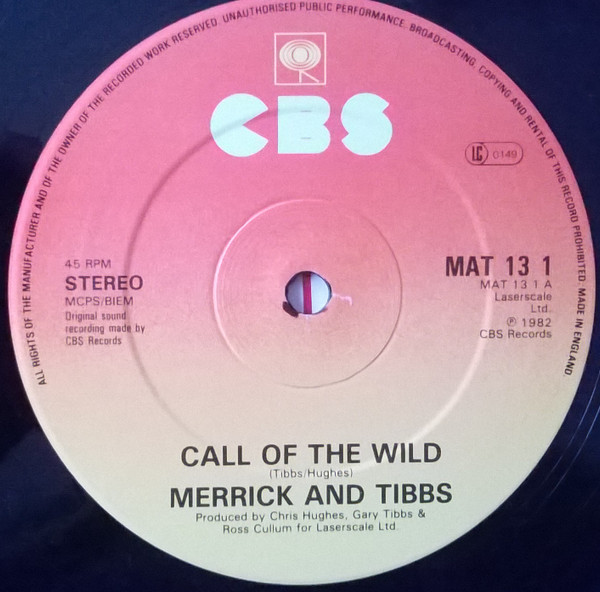 ALL RIGHTS OF THE MANUFACTURER AND OF THE OWNER OF THE RECORDED WORK RESERVED. UNAUTHORISED PUBLIC PERFORMANCE, BROADCASTING, COPYING AND RENTAL OF THIS RECORD PROHIBITED. MADE IN ENGLAND.
CBS
LC 0149
45 RPM
STEREO
MCPS/BIEM
Original sound
recording made by
CBS Records
MAT 13 1
MAT 13 1 A
Laserscale
Ltd.
℗ 1982
CBS Records
CALL OF THE WILD
(Tibbs/Hughes)
MERRICK AND TIBBS
Produced by Chris Hughes, Gary Tibbs &
Ross Cullum for Laserscale Ltd.